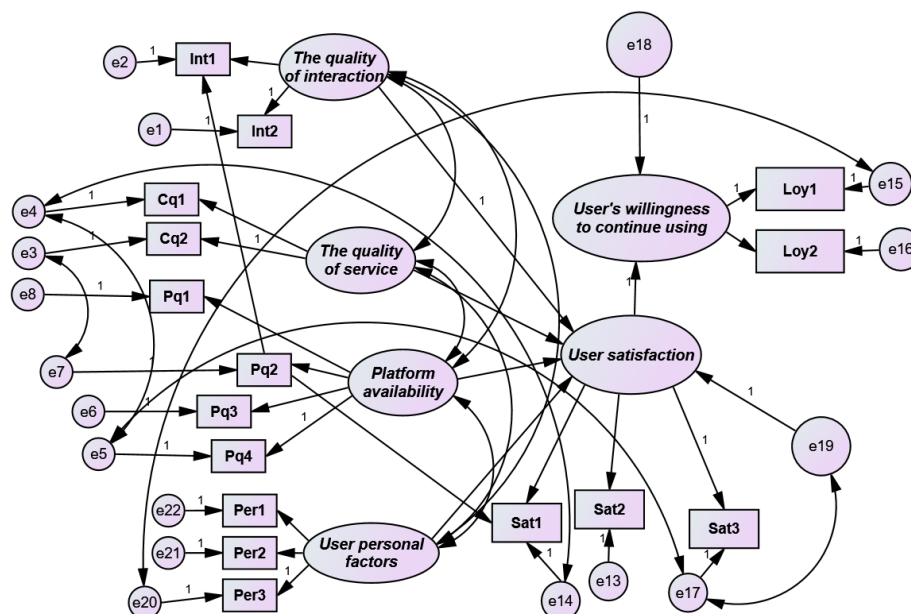 e18
e2
1
Int1
The quality
of interaction
1
e1
1
Int2
1
1
e4
1
Cq1
1
User's willingness
to continue using
1
Loy1
1
e15
e3
1
Cq2
1
The quality
of service
Loy2
1
e16
e8
1
Pq1
1
User satisfaction
e7
1
Pq2
Platform
availability
e6
1
Pq3
1
1
e5
1
Pq4
1
e19
e22
1
Per1
Sat1
Sat2
Sat3
e21
1
Per2
User personal
factors
1
1
1
1
e20
1
Per3
e14
e13
e17